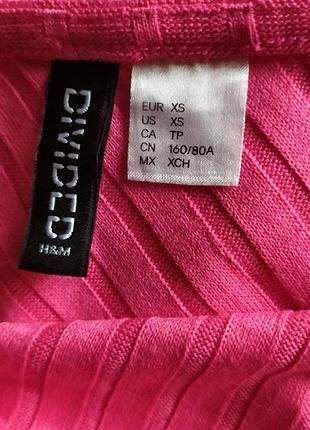 DIVIDED
H&M
EUR XS
US XS
CA TP
CN 160/80A
MX XCH